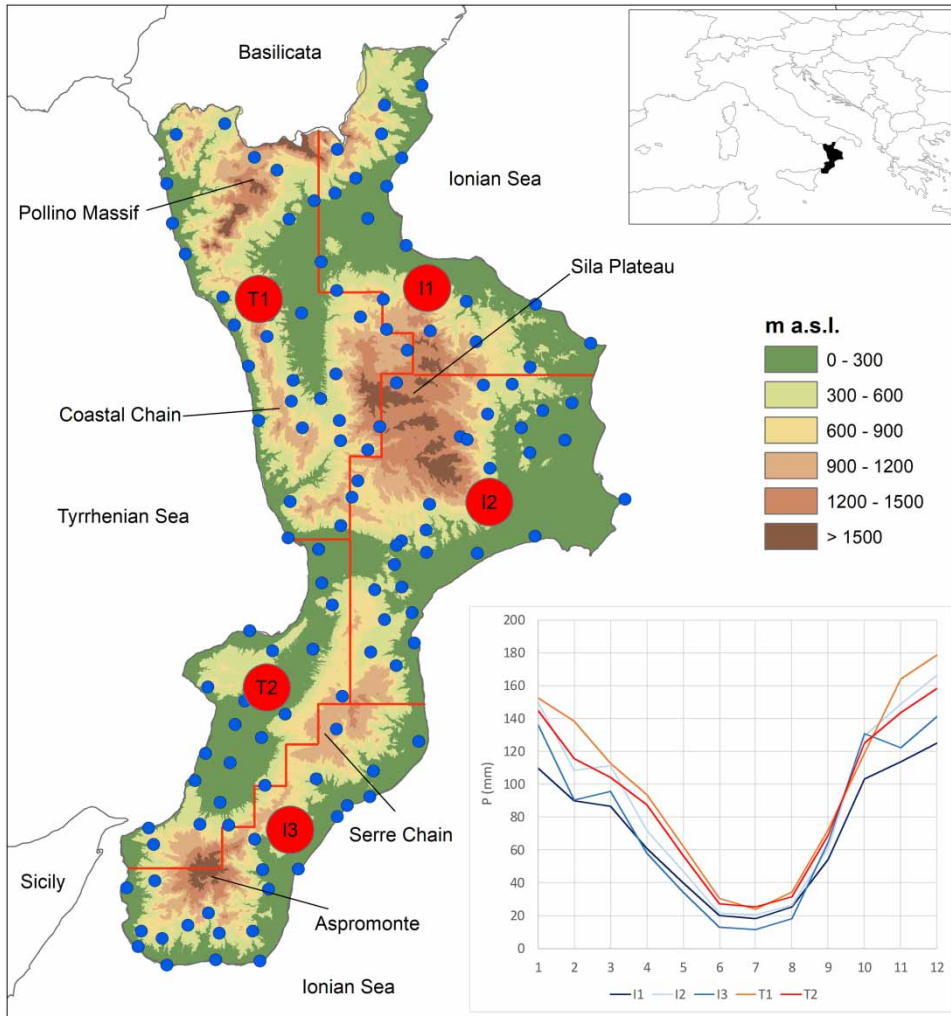 Basilicata
Ionian Sea
Pollino Massif
Sila Plateau
T1
I1
m a.s.l.
0 - 300
300 - 600
600 - 900
900 - 1200
1200 - 1500
> 1500
Coastal Chain
I2
Tyrrhenian Sea
T2
I3
Serre Chain
Sicily
Aspromonte
Ionian Sea
P (mm)
200
180
160
140
120
100
80
60
40
20
0
1 2 3 4 5 6 7 8 9 10 11 12
I1 I2 I3 T1 T2